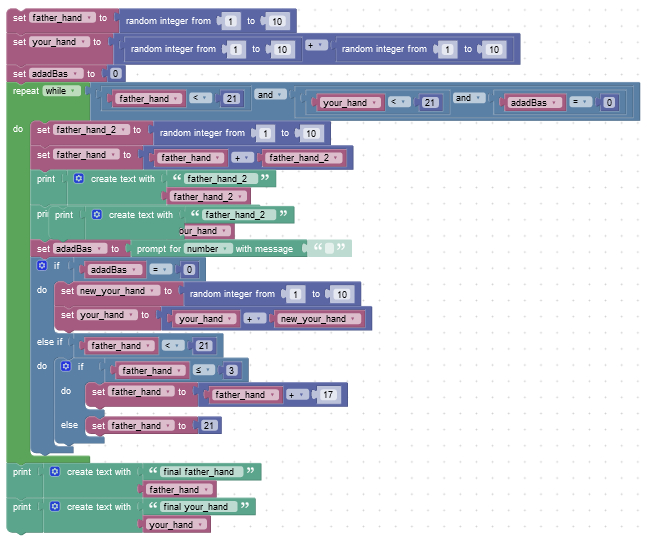 set father_hand to random integer from 1 to 10
set your_hand to random integer from 1 to 10 + random integer from 1 to 10
set adadBas to 0
repeat while father_hand < 21 and your_hand < 21 and adadBas = 0
do set father_hand_2 to random integer from 1 to 10
set father_hand to father_hand + father_hand_2
print create text with “ father_hand_2 ”
father_hand_2
pri print create text with “ father_hand_2 ”
our_hand
set adadBas to prompt for number with message “ ”
if adadBas = 0
do set new_your_hand to random integer from 1 to 10
set your_hand to your_hand + new_your_hand
else if father_hand < 21
do if father_hand ≤ 3
do set father_hand to father_hand + 17
else set father_hand to 21
print create text with “ final father_hand ”
father_hand
print create text with “ final your_hand ”
your_hand